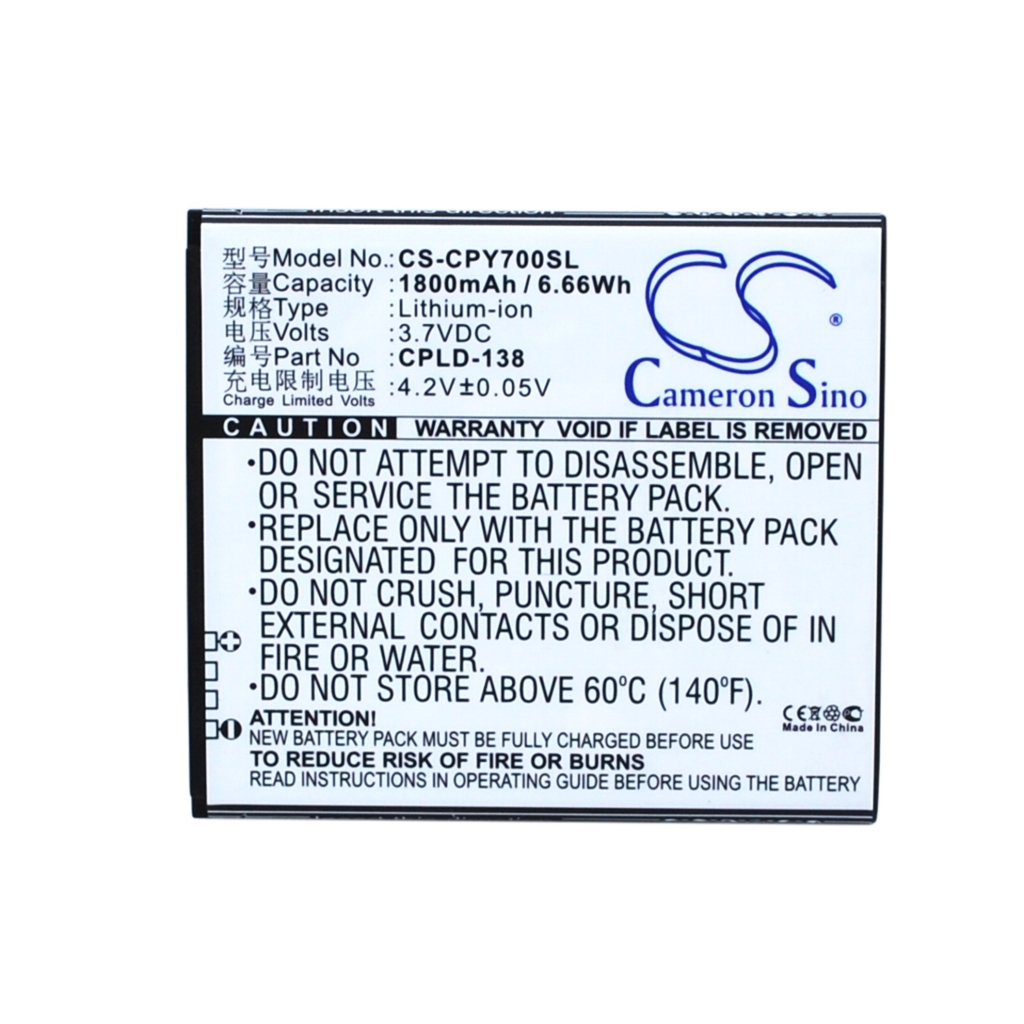 Insert this direction
型号Model No.:CS-CPY700SL
容量Capacity :1800mAh / 6.66Wh
规格Type :Lithium-ion
电压Volts :3.7VDC
编号Part No :CPLD-138
充电限制电压 :4.2V±0.05V
Charge Limited Volts
CS ®
Cameron Sino
CAUTION WARRANTY VOID IF LABEL IS REMOVED
•DO NOT ATTEMPT TO DISASSEMBLE, OPEN
OR SERVICE THE BATTERY PACK.
•REPLACE ONLY WITH THE BATTERY PACK
DESIGNATED FOR THIS PRODUCT.
•DO NOT CRUSH, PUNCTURE, SHORT
EXTERNAL CONTACTS OR DISPOSE OF IN
FIRE OR WATER.
•DO NOT STORE ABOVE 60ºC (140ºF).
ATTENTION!
NEW BATTERY PACK MUST BE FULLY CHARGED BEFORE USE
TO REDUCE RISK OF FIRE OR BURNS
READ INSTRUCTIONS IN OPERATING GUIDE BEFORE USING THE BATTERY
CE
Made in China